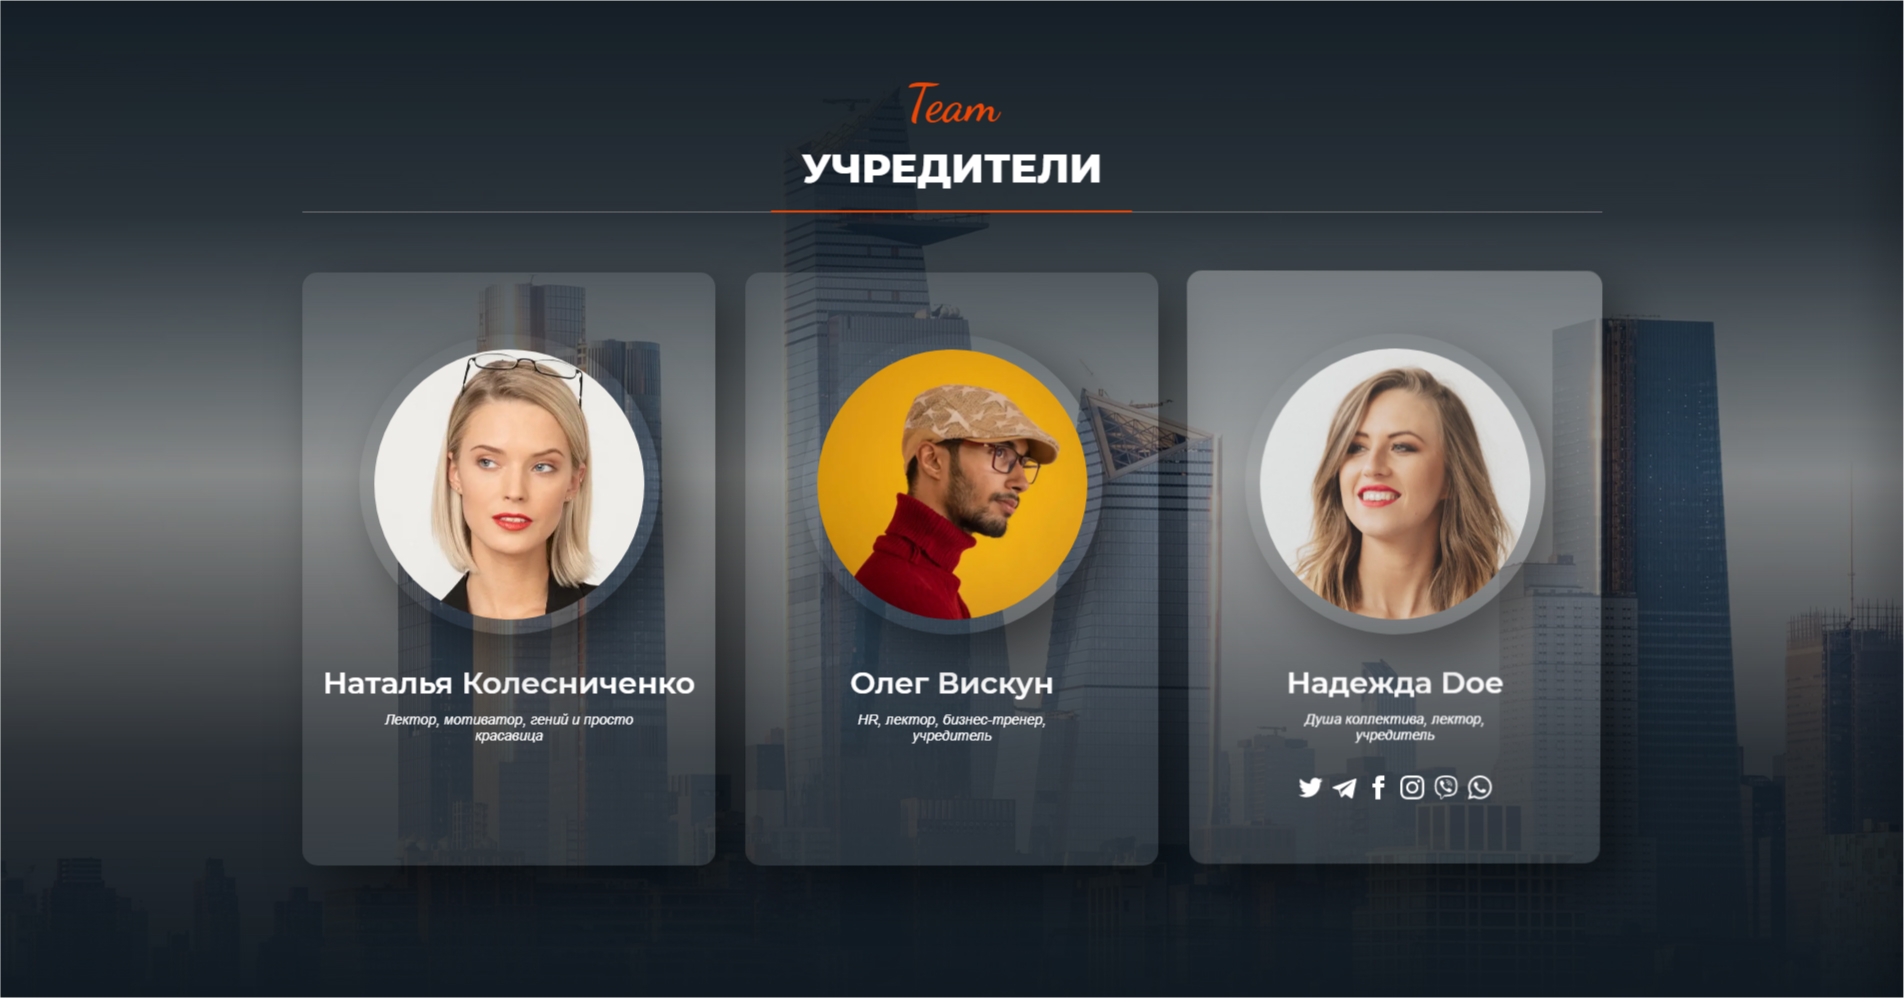 Team
УЧРЕДИТЕЛИ
Наталья Колесниченко
Лектор, мотиватор, гений и просто
красавица
Олег Вискун
HR, лектор, бизнес-тренер,
учредитель
Надежда Doe
Душа коллектива, лектор,
учредитель